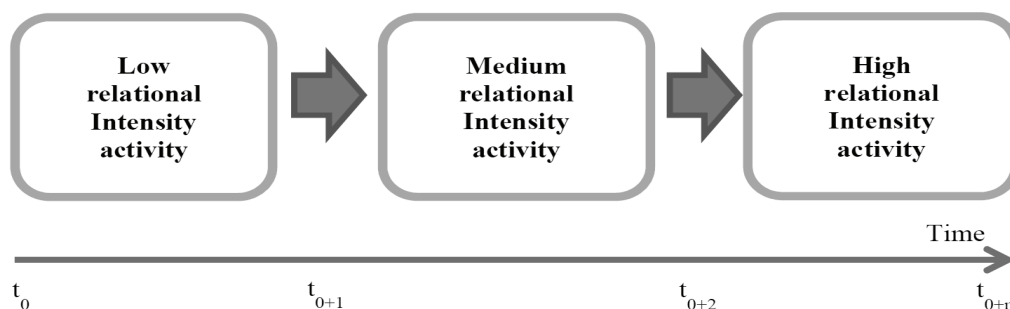 Low
relational
Intensity
activity
Medium
relational
Intensity
activity
High
relational
Intensity
activity
Time
t0
t0+1
t0+2